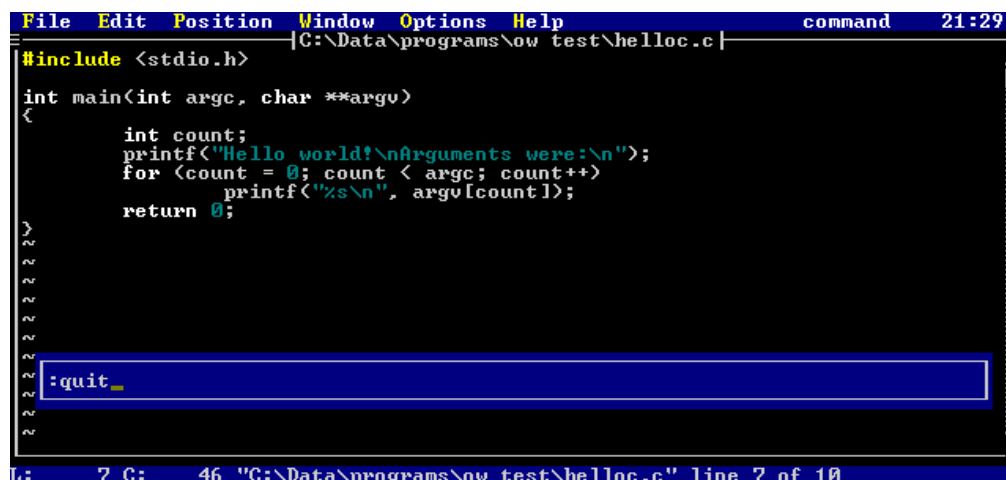 File Edit Position Window Options Help command 21:29
C:\Data\programs\ow test\helloc.c
#include <stdio.h>
int main(int argc, char **argv)
{
int count;
printf("Hello world!\nArguments were:\n");
for (count = 0; count < argc; count++)
printf("%s\n", argv[count]);
return 0;
}
~
~
~
~
~
~
~
~
~
~
~
:quit_
L: 7 C: 46 "C:\Data\programs\ow test\helloc.c" line 7 of 10